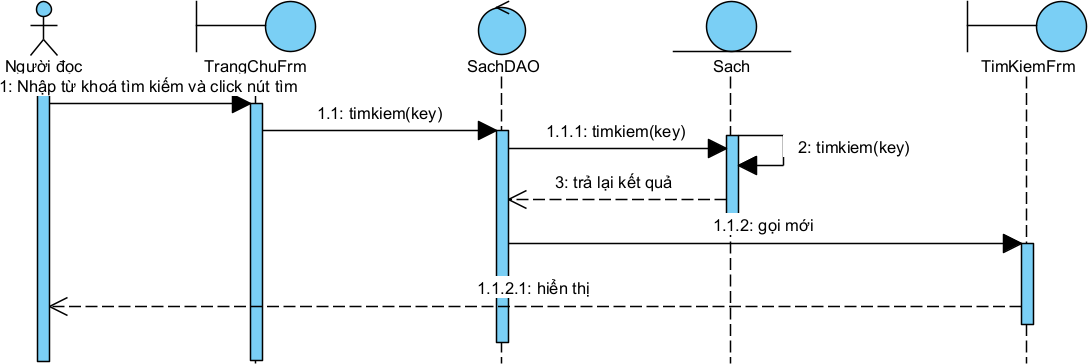 Người đọc
TrangChuFrm
SachDAO
Sach
TimKiemFrm
1: Nhập từ khoá tìm kiếm và click nút tìm
1.1: timkiem(key)
1.1.1: timkiem(key)
2: timkiem(key)
3: trả lại kết quả
1.1.2: gọi mới
1.1.2.1: hiển thị